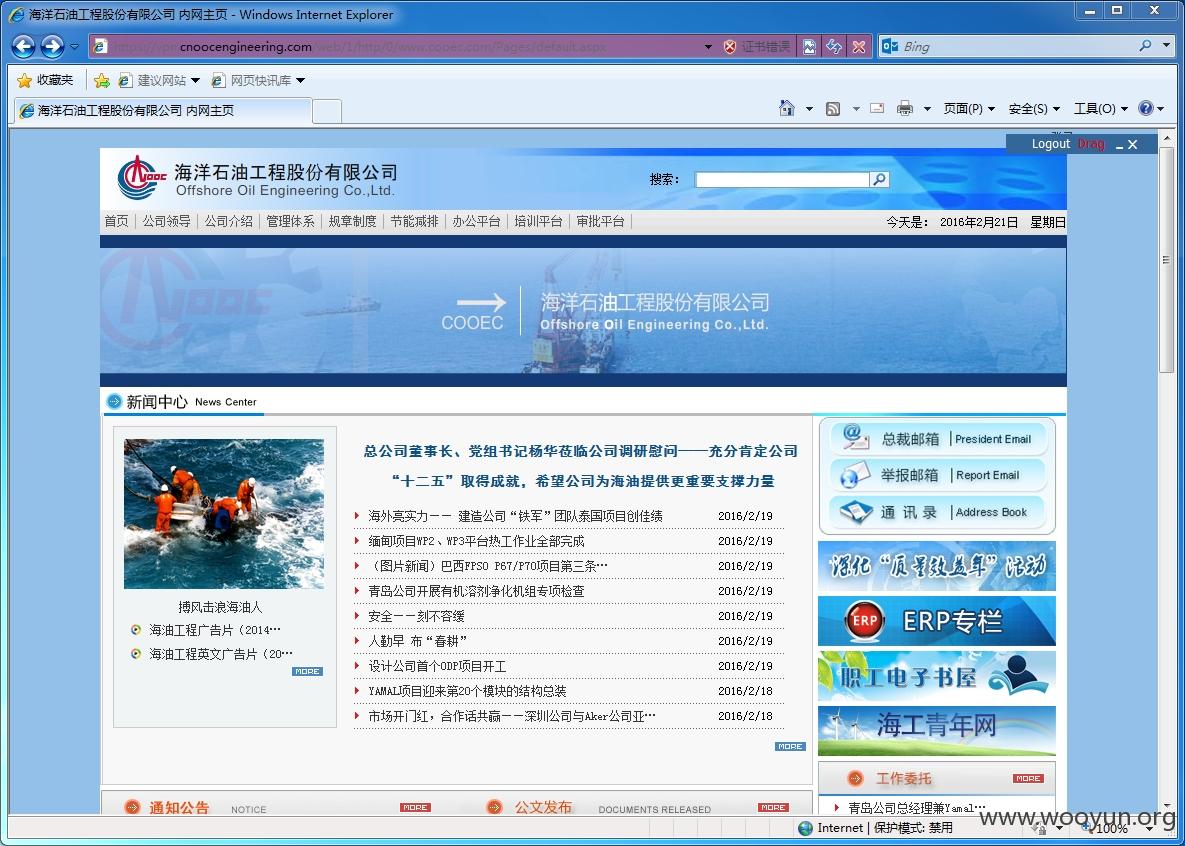 海洋石油工程股份有限公司 内网主页 - Windows Internet Explorer
https://vpn.cnoocengineering.com/web/1/http/0/www.cooec.com/Pages/default.aspx
证书错误
Bing
收藏夹
建议网站
网页快讯库
海洋石油工程股份有限公司 内网主页
页面(P)
安全(S)
工具(O)
Logout Drag
海洋石油工程股份有限公司
Offshore Oil Engineering Co.,Ltd.
搜索:
首页 公司领导 公司介绍 管理体系 规章制度 节能减排 办公平台 培训平台 审批平台
今天是: 2016年2月21日 星期日
COOEC
海洋石油工程股份有限公司
Offshore Oil Engineering Co.,Ltd.
新闻中心 News Center
总公司董事长、党组书记杨华莅临公司调研慰问——充分肯定公司
“十二五”取得成就，希望公司为海油提供更重要支撑力量
海外亮实力—— 建造公司“铁军”团队泰国项目创佳绩 2016/2/19
缅甸项目WP2、WP3平台热工作业全部完成 2016/2/19
（图片新闻）巴西FPSO P67/P70项目第三条… 2016/2/19
青岛公司开展有机溶剂净化机组专项检查 2016/2/19
安全——刻不容缓 2016/2/19
人勤早 布“春耕” 2016/2/19
设计公司首个ODP项目开工 2016/2/19
YAMAL项目迎来第20个模块的结构总装 2016/2/18
市场开门红，合作话共赢——深圳公司与Aker公司亚… 2016/2/18
MORE
搏风击浪海油人
海油工程广告片（2014…
海油工程英文广告片（20…
MORE
总裁邮箱 President Email
举报邮箱 Report Email
通 讯 录 Address Book
深化“质量效益年”活动
ERP ERP专栏
职工电子书屋
海工青年网
工作委托 MORE
青岛公司总经理兼Yamal…
通知公告 NOTICE MORE
公文发布 DOCUMENTS RELEASED MORE
Internet | 保护模式: 禁用
100%
www.wooyun.org